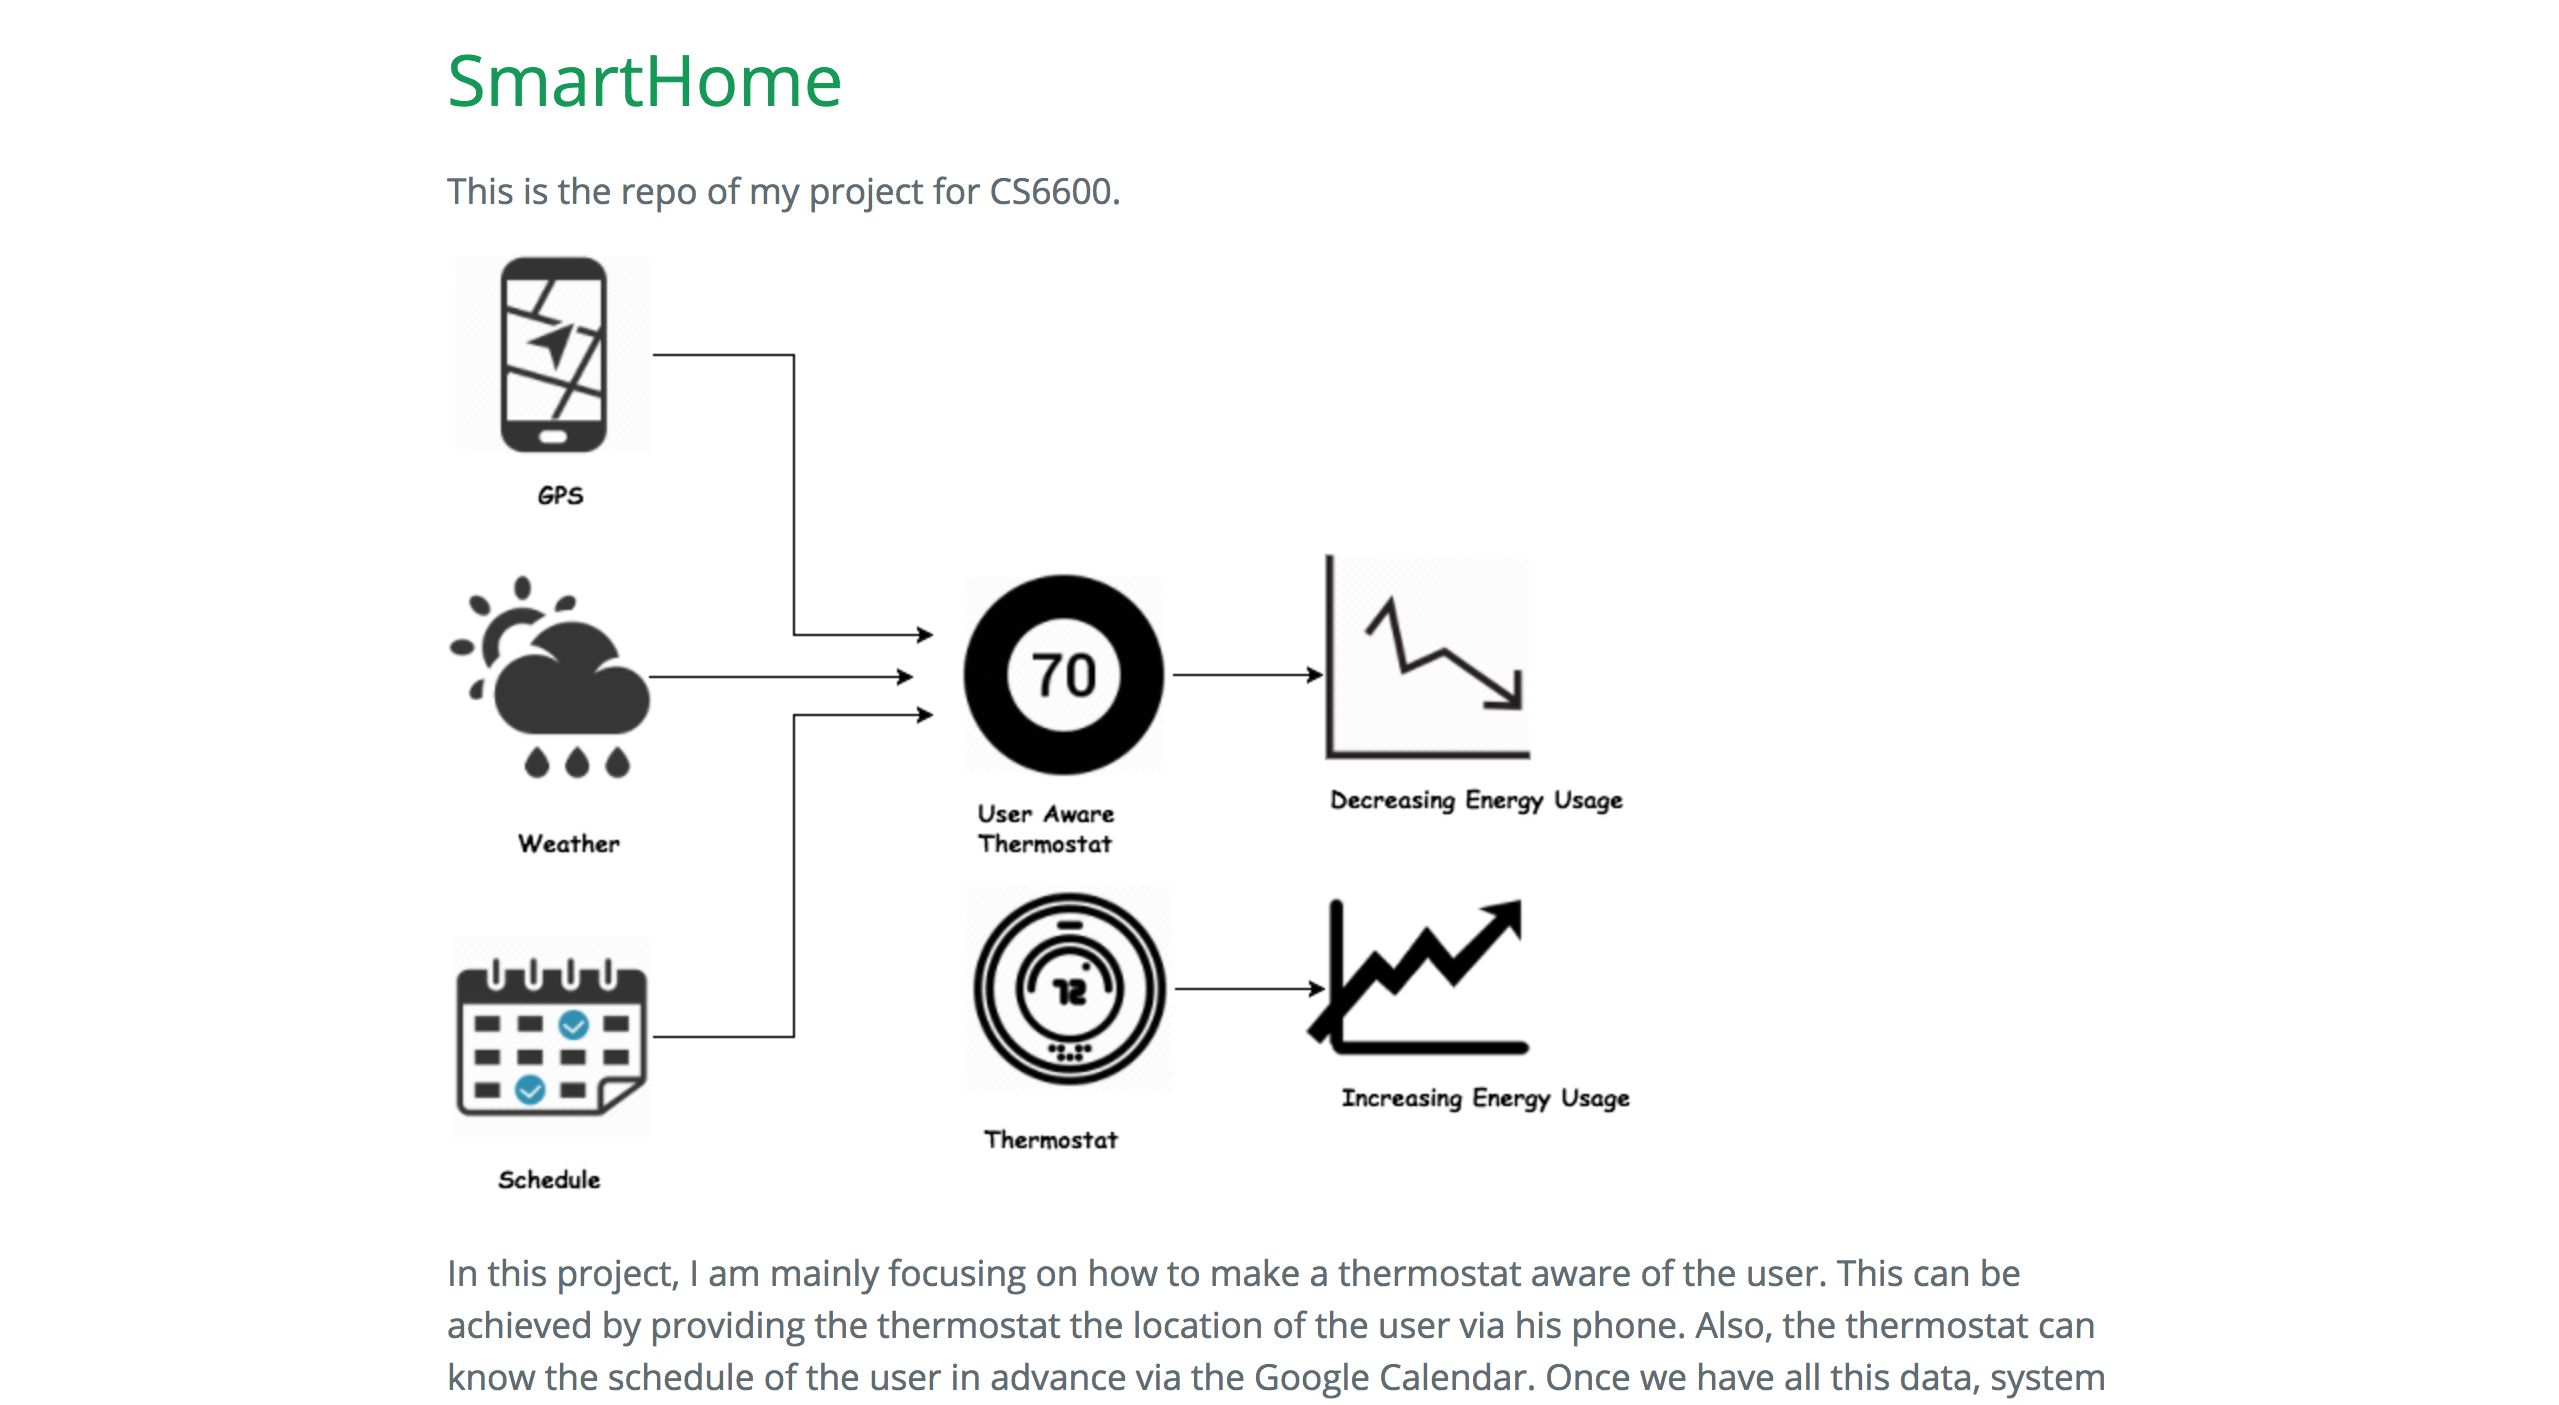 SmartHome
This is the repo of my project for CS6600.
GPS
Weather
Schedule
70
User Aware
Thermostat
Decreasing Energy Usage
72
Thermostat
Increasing Energy Usage
In this project, I am mainly focusing on how to make a thermostat aware of the user. This can be
achieved by providing the thermostat the location of the user via his phone. Also, the thermostat can
know the schedule of the user in advance via the Google Calendar. Once we have all this data, system